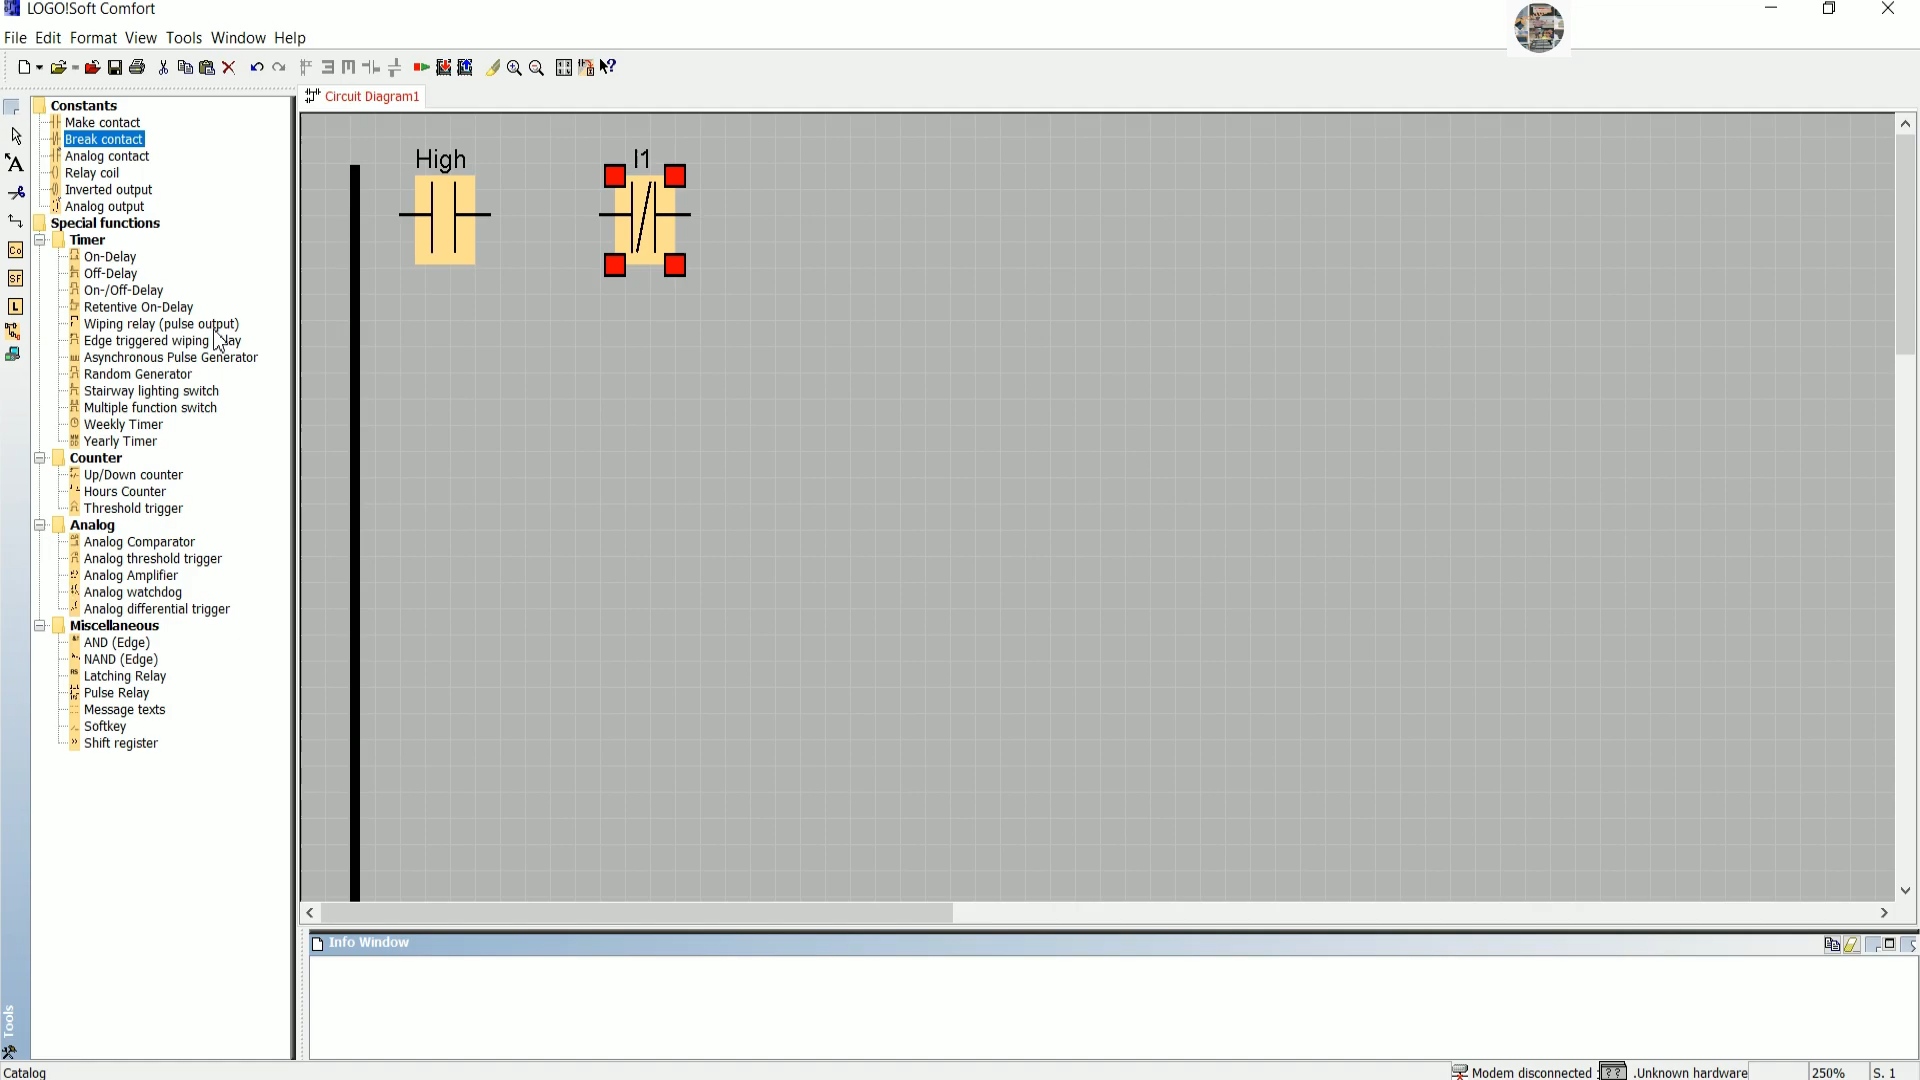 LOGO!Soft Comfort
File Edit Format View Tools Window Help
Circuit Diagram1
Constants
Make contact
Break contact
Analog contact
Relay coil
Inverted output
Analog output
Special functions
Timer
On-Delay
Off-Delay
On-/Off-Delay
Retentive On-Delay
Wiping relay (pulse output)
Edge triggered wiping
Asynchronous Pulse Generator
Random Generator
Stairway lighting switch
Multiple function switch
Weekly Timer
Yearly Timer
Counter
Up/Down counter
Hours Counter
Threshold trigger
Analog
Analog Comparator
Analog threshold trigger
Analog Amplifier
Analog watchdog
Analog differential trigger
Miscellaneous
AND (Edge)
NAND (Edge)
Latching Relay
Pulse Relay
Message texts
Softkey
Shift register
Co
SF
L
Tools
High
I1
Info Window
Catalog
Modem disconnected
? ?
.Unknown hardware
250%
S. 1